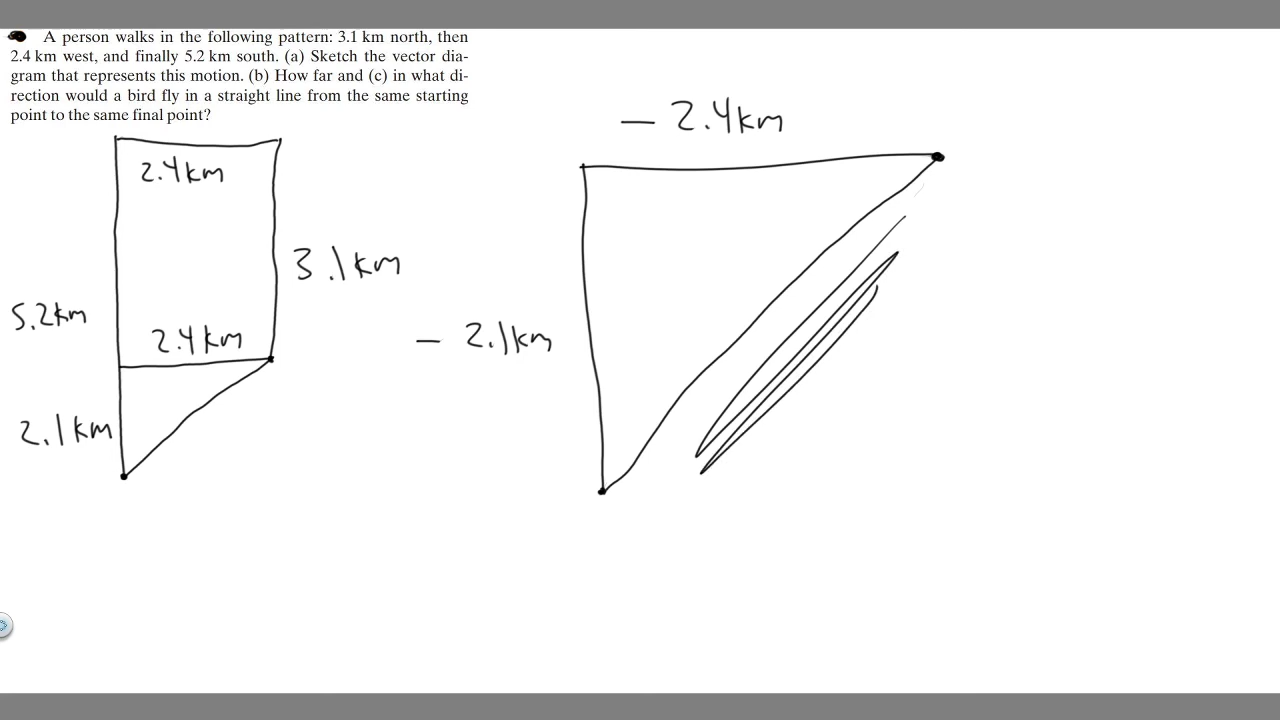 A person walks in the following pattern: 3.1 km north, then
2.4 km west, and finally 5.2 km south. (a) Sketch the vector dia-
gram that represents this motion. (b) How far and (c) in what di-
rection would a bird fly in a straight line from the same starting
point to the same final point?
- 2.4km
2.4km
3.1km
5.2km
2.4km
- 2.1km
2.1km